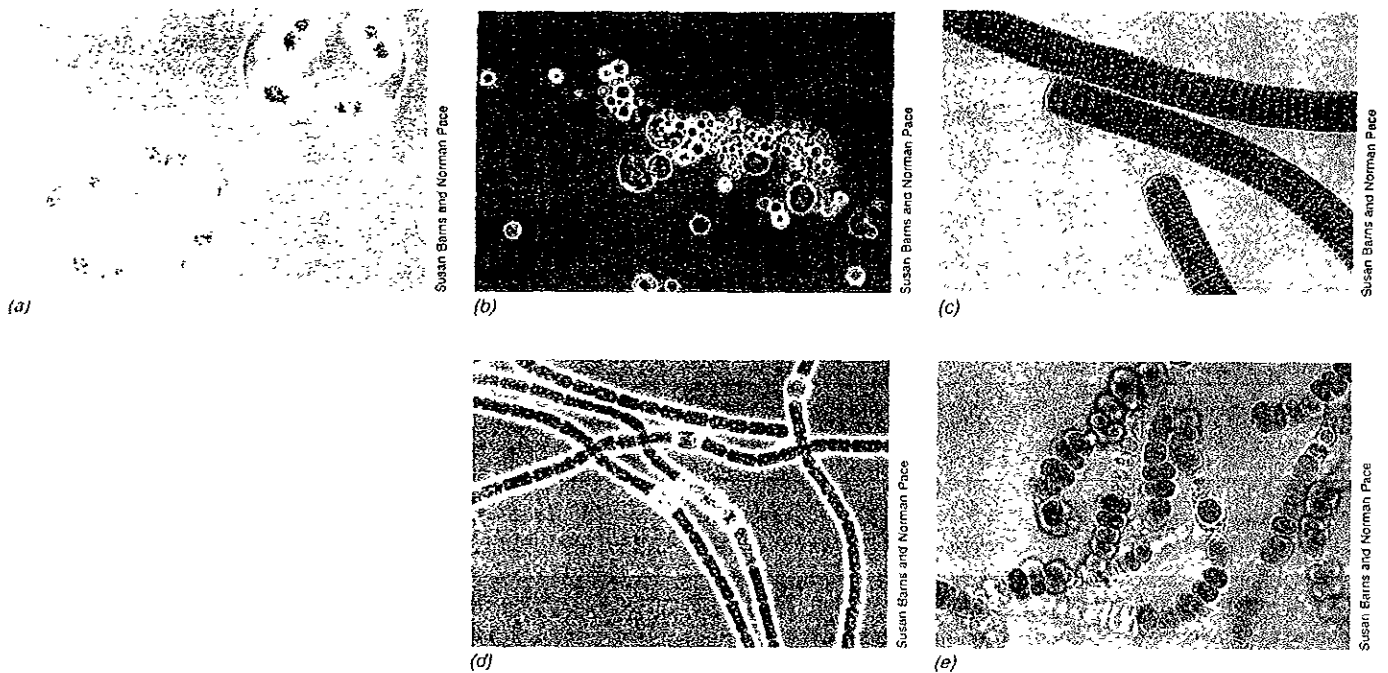 Susan Barns and Norman Pace
(a)
Susan Barns and Norman Pace
(b)
Susan Barns and Norman Pace
(c)
Susan Barns and Norman Pace
(d)
Susan Barns and Norman Pace
(e)